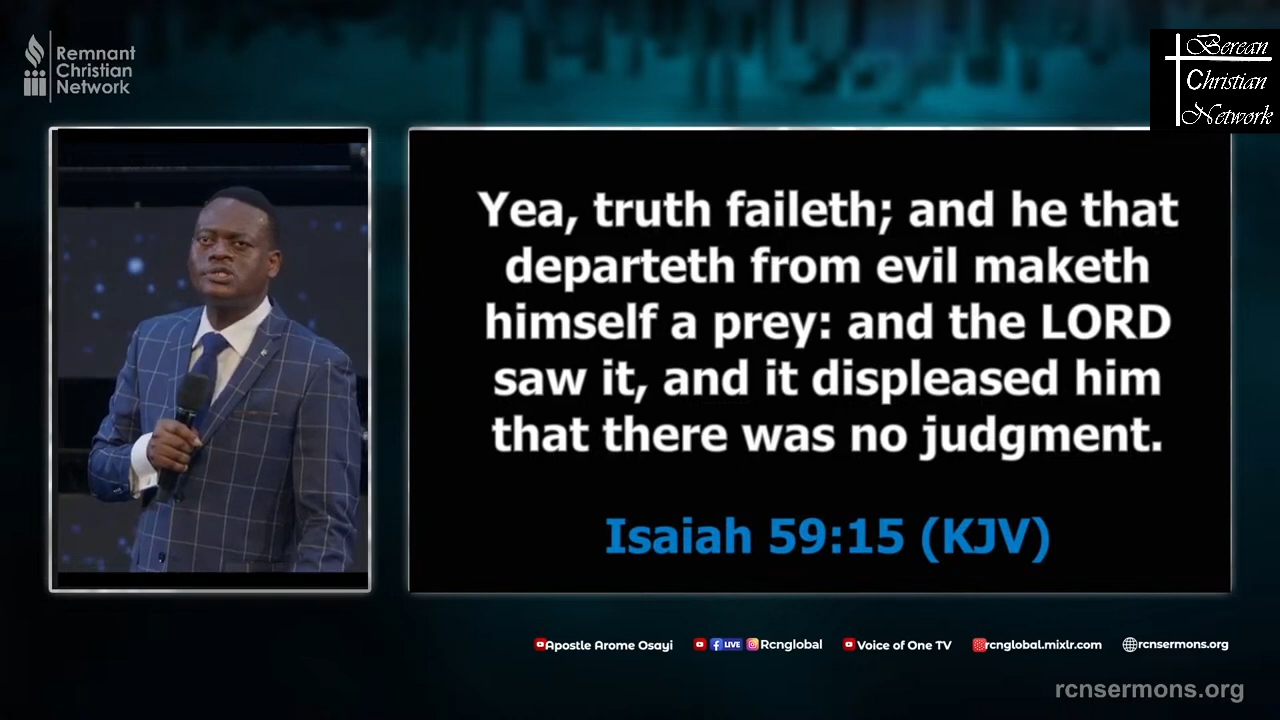 Remnant
Christian
Network
Berean
Christian
Network
Yea, truth faileth; and he that
departeth from evil maketh
himself a prey: and the LORD
saw it, and it displeased him
that there was no judgment.
Isaiah 59:15 (KJV)
Apostle Arome Osayi LIVE Rcnglobal Voice of One TV rcnglobal.mixlr.com rcnsermons.org
rcnsermons.org